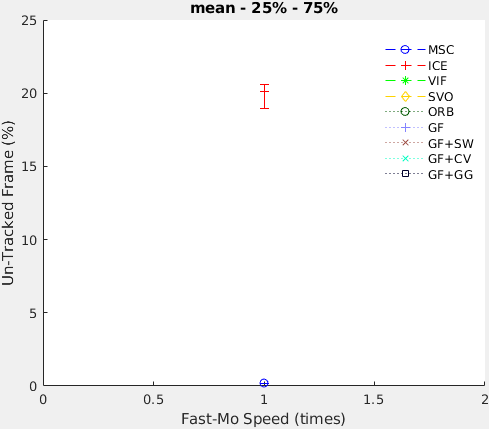 mean - 25% - 75%
25
20
15
10
5
0
Un-Tracked Frame (%)
MSC
ICE
VIF
SVO
ORB
GF
GF+SW
GF+CV
GF+GG
0 0.5 1 1.5 2
Fast-Mo Speed (times)